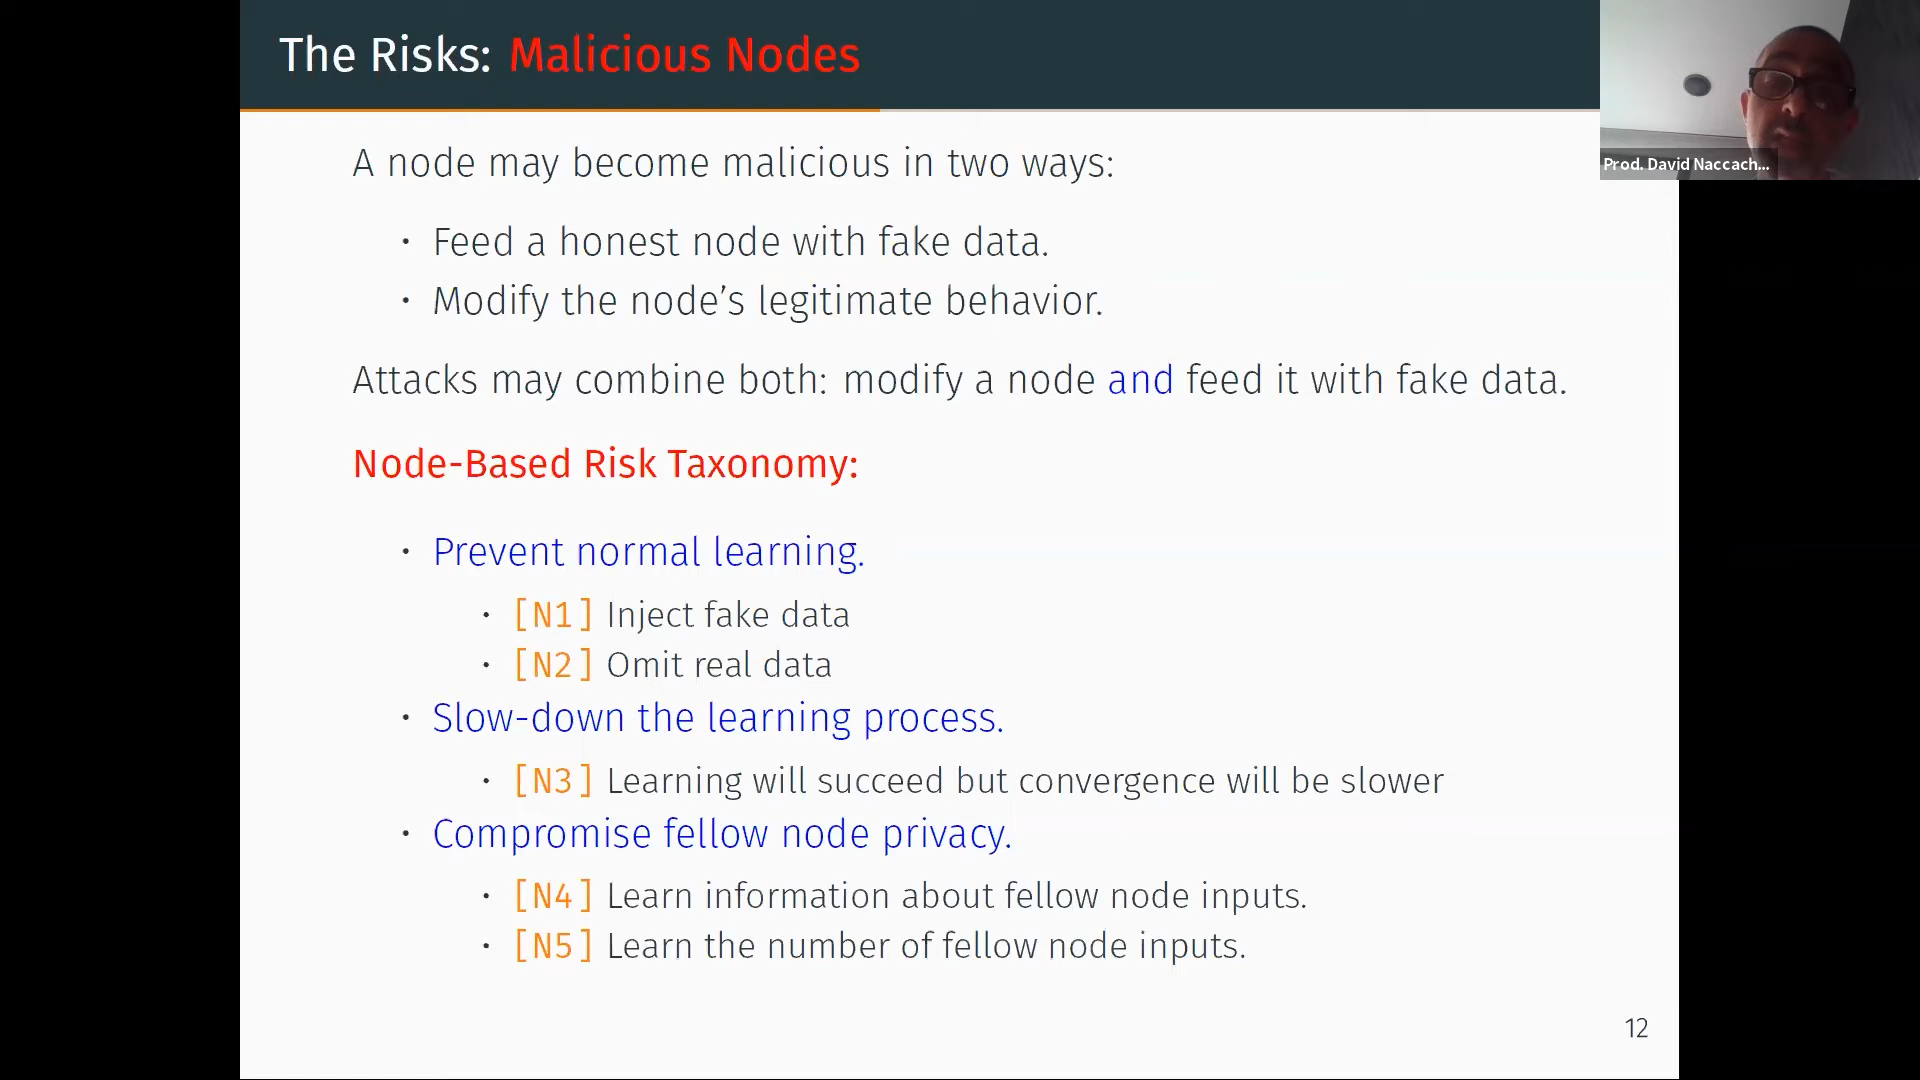 The Risks: Malicious Nodes
Prod. David Naccach...
A node may become malicious in two ways:
• Feed a honest node with fake data.
• Modify the node’s legitimate behavior.
Attacks may combine both: modify a node and feed it with fake data.
Node-Based Risk Taxonomy:
• Prevent normal learning.
• [N1] Inject fake data
• [N2] Omit real data
• Slow-down the learning process.
• [N3] Learning will succeed but convergence will be slower
• Compromise fellow node privacy.
• [N4] Learn information about fellow node inputs.
• [N5] Learn the number of fellow node inputs.
12